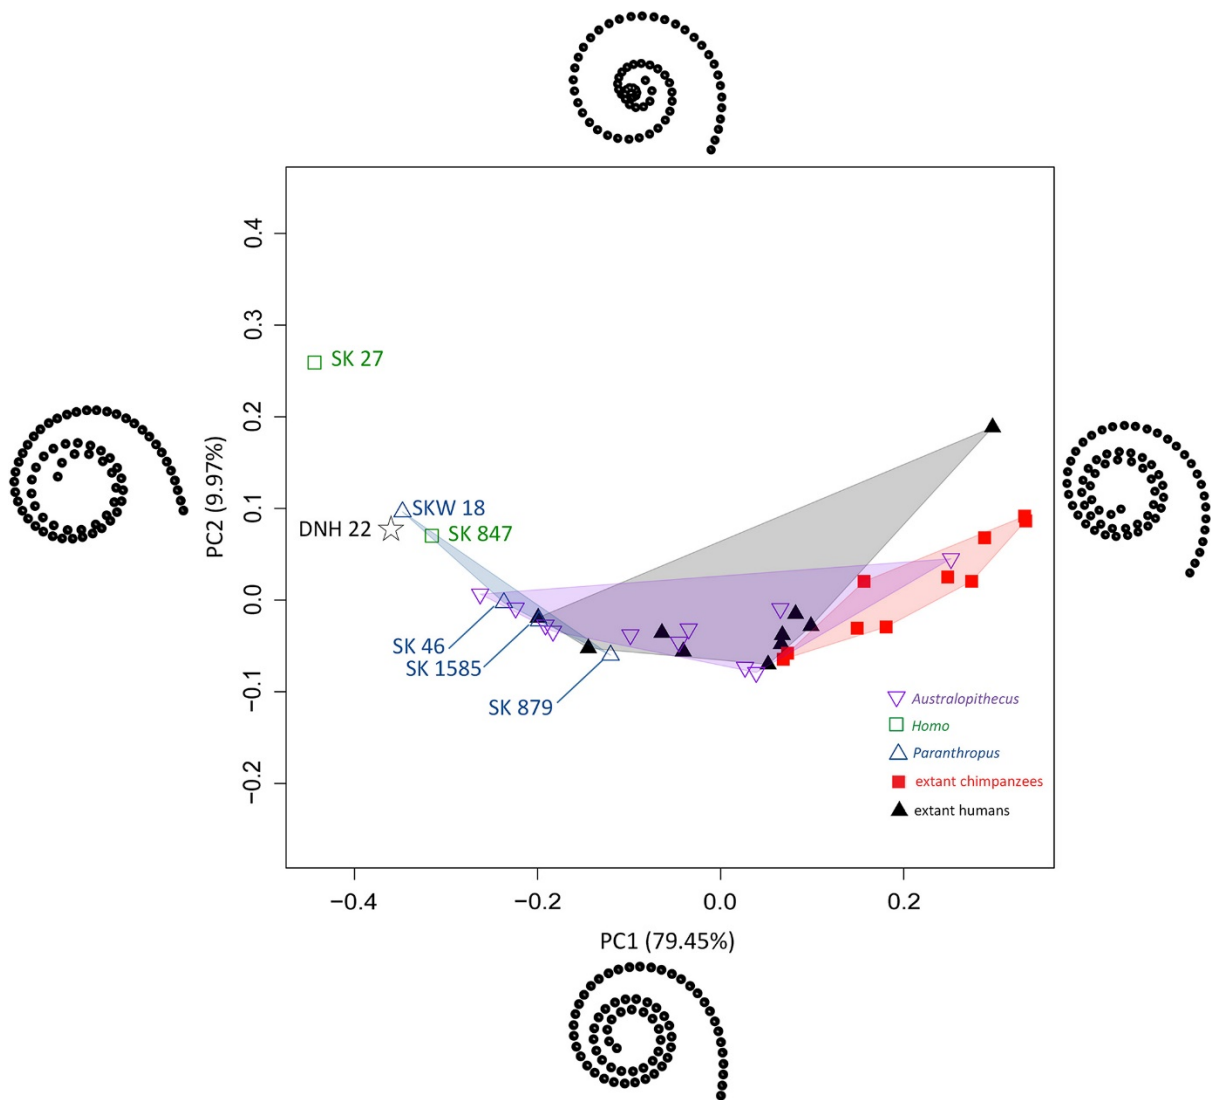 0.4
0.3
0.2
0.1
0.0
−0.1
−0.2
PC2 (9.97%)
SK 27
SKW 18
DNH 22
SK 847
SK 46
SK 1585
SK 879
Australopithecus
Homo
Paranthropus
extant chimpanzees
extant humans
−0.4
−0.2
0.0
0.2
PC1 (79.45%)